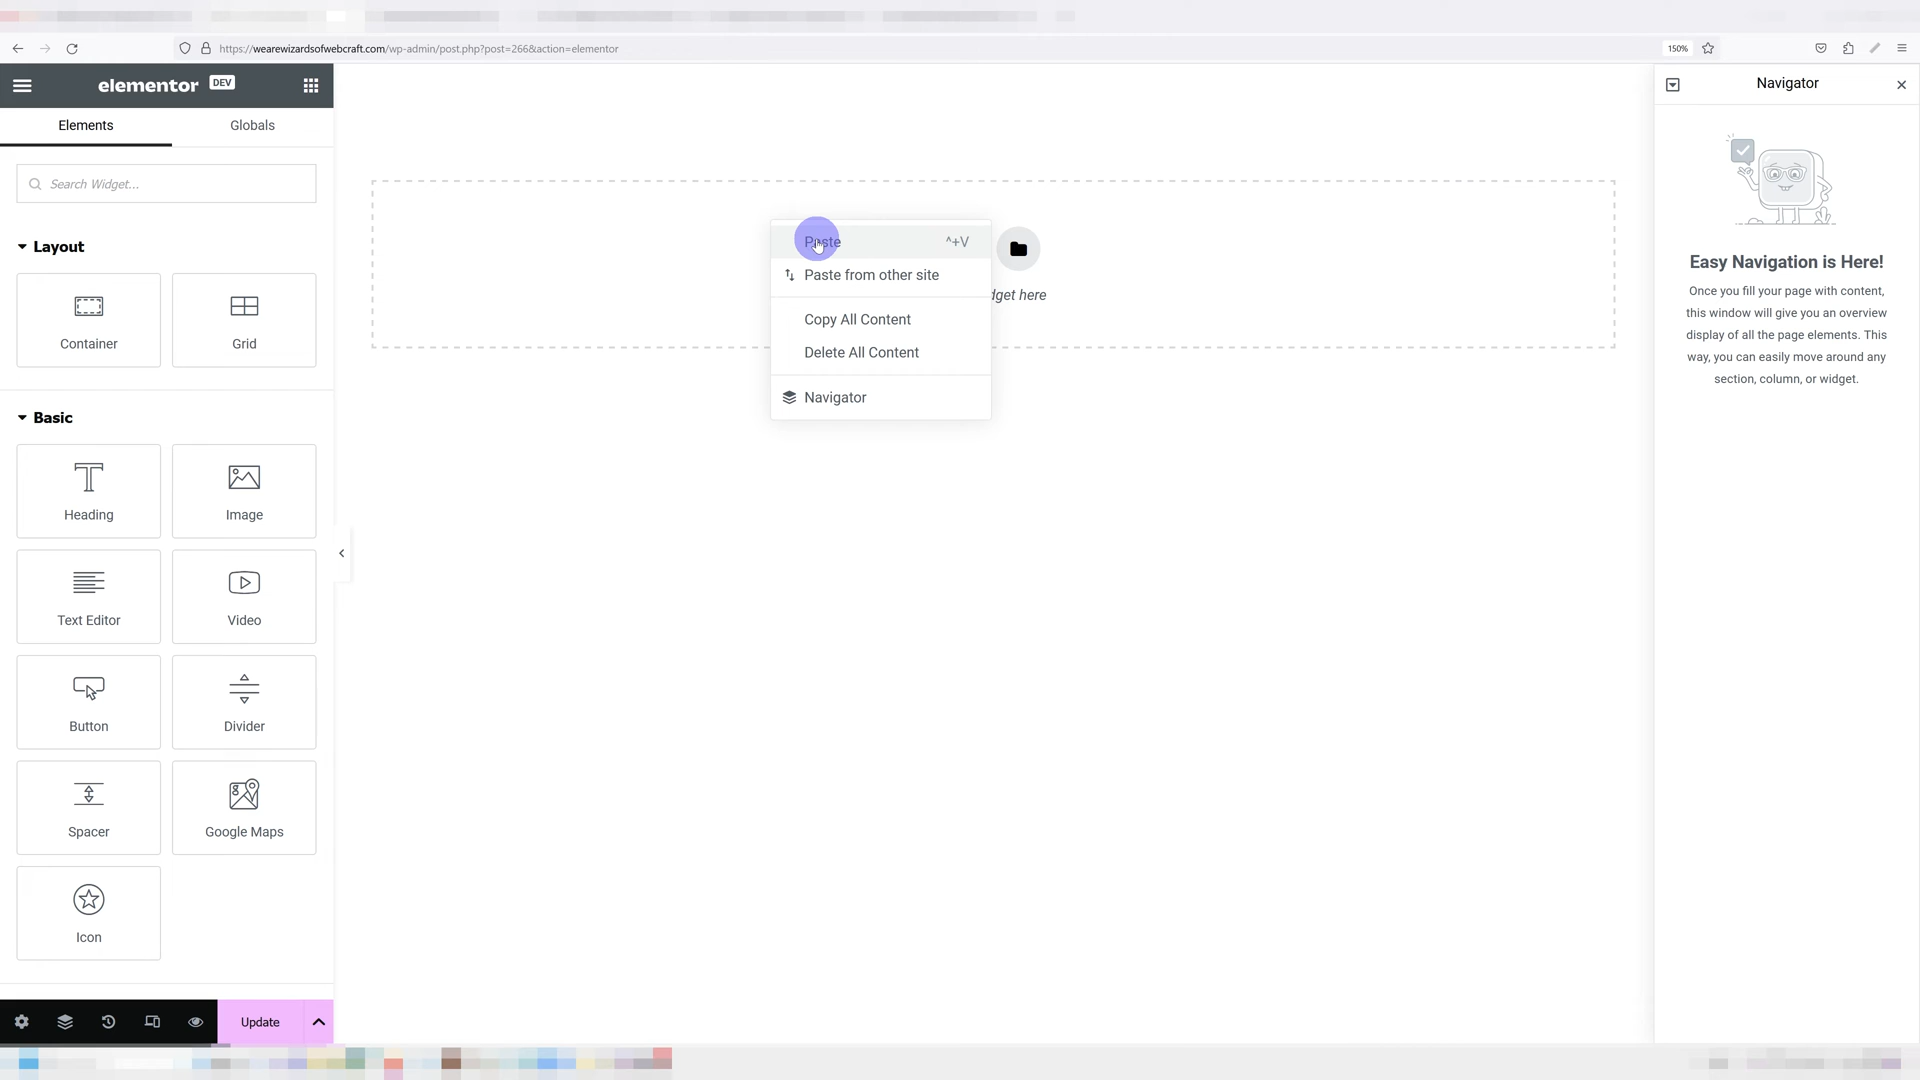 https://wearewizardsofwebcraft.com/wp-admin/post.php?post=266&action=elementor
150%
elementor DEV
Elements
Globals
Search Widget...
Layout
Container
Grid
Basic
Heading
Image
Text Editor
Video
Button
Divider
Spacer
Google Maps
Icon
Update
Paste ^+V
Paste from other site
Copy All Content
Delete All Content
Navigator
here
Navigator
Easy Navigation is Here!
Once you fill your page with content,
this window will give you an overview
display of all the page elements. This
way, you can easily move around any
section, column, or widget.